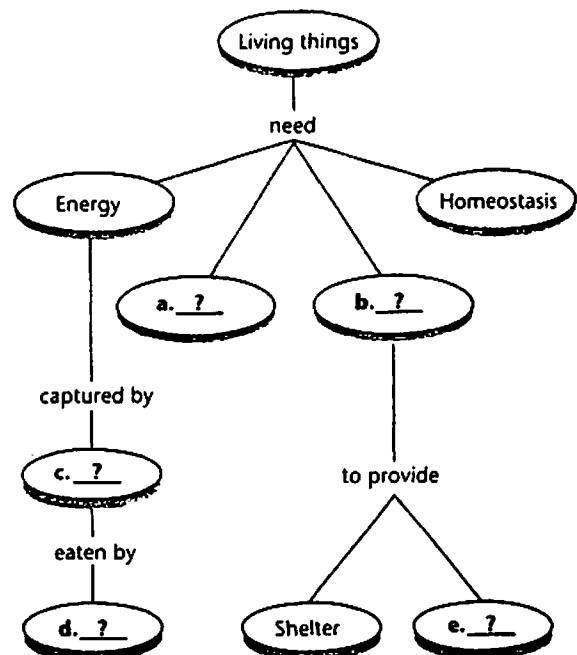 Living things
need
Energy
Homeostasis
a. ?
b. ?
captured by
c. ?
to provide
eaten by
d. ?
Shelter
e. ?